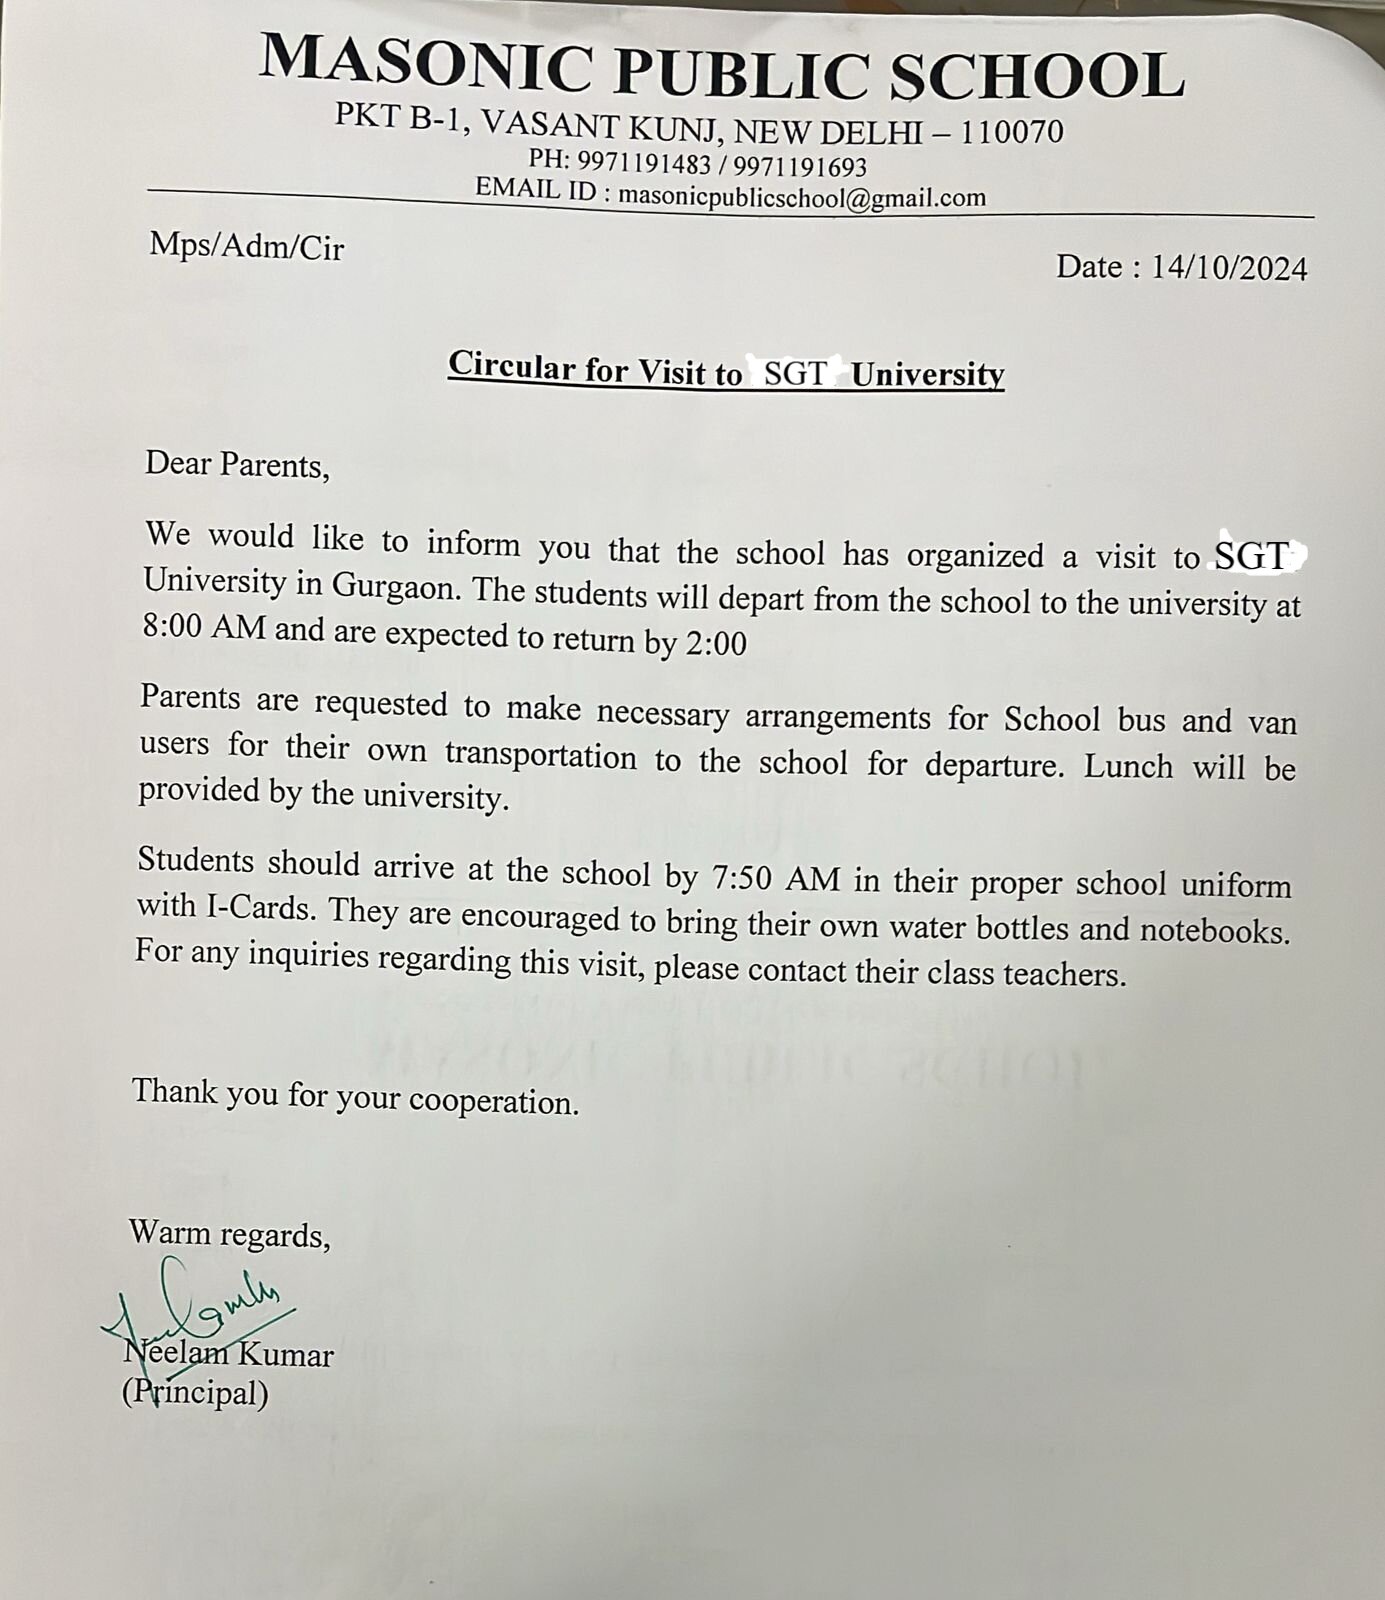 MASONIC PUBLIC SCHOOL
PKT B-1, VASANT KUNJ, NEW DELHI – 110070
PH: 9971191483 / 9971191693
EMAIL ID : masonicpublicschool@gmail.com
Mps/Adm/Cir
Date : 14/10/2024
Circular for Visit to SGT University
Dear Parents,
We would like to inform you that the school has organized a visit to SGT
University in Gurgaon. The students will depart from the school to the university at
8:00 AM and are expected to return by 2:00
Parents are requested to make necessary arrangements for School bus and van
users for their own transportation to the school for departure. Lunch will be
provided by the university.
Students should arrive at the school by 7:50 AM in their proper school uniform
with I-Cards. They are encouraged to bring their own water bottles and notebooks.
For any inquiries regarding this visit, please contact their class teachers.
Thank you for your cooperation.
Warm regards,
Neelam Kumar
(Principal)